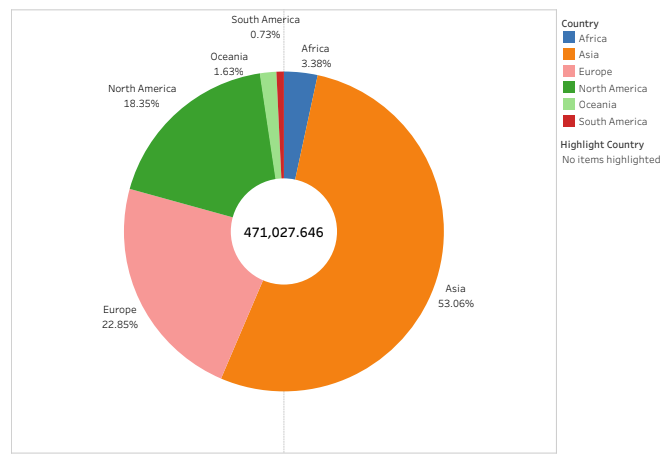 South America
0.73%
Africa
3.38%
Oceania
1.63%
North America
18.35%
471,027.646
Asia
53.06%
Europe
22.85%
Country
Africa
Asia
Europe
North America
Oceania
South America
Highlight Country
No items highlighted